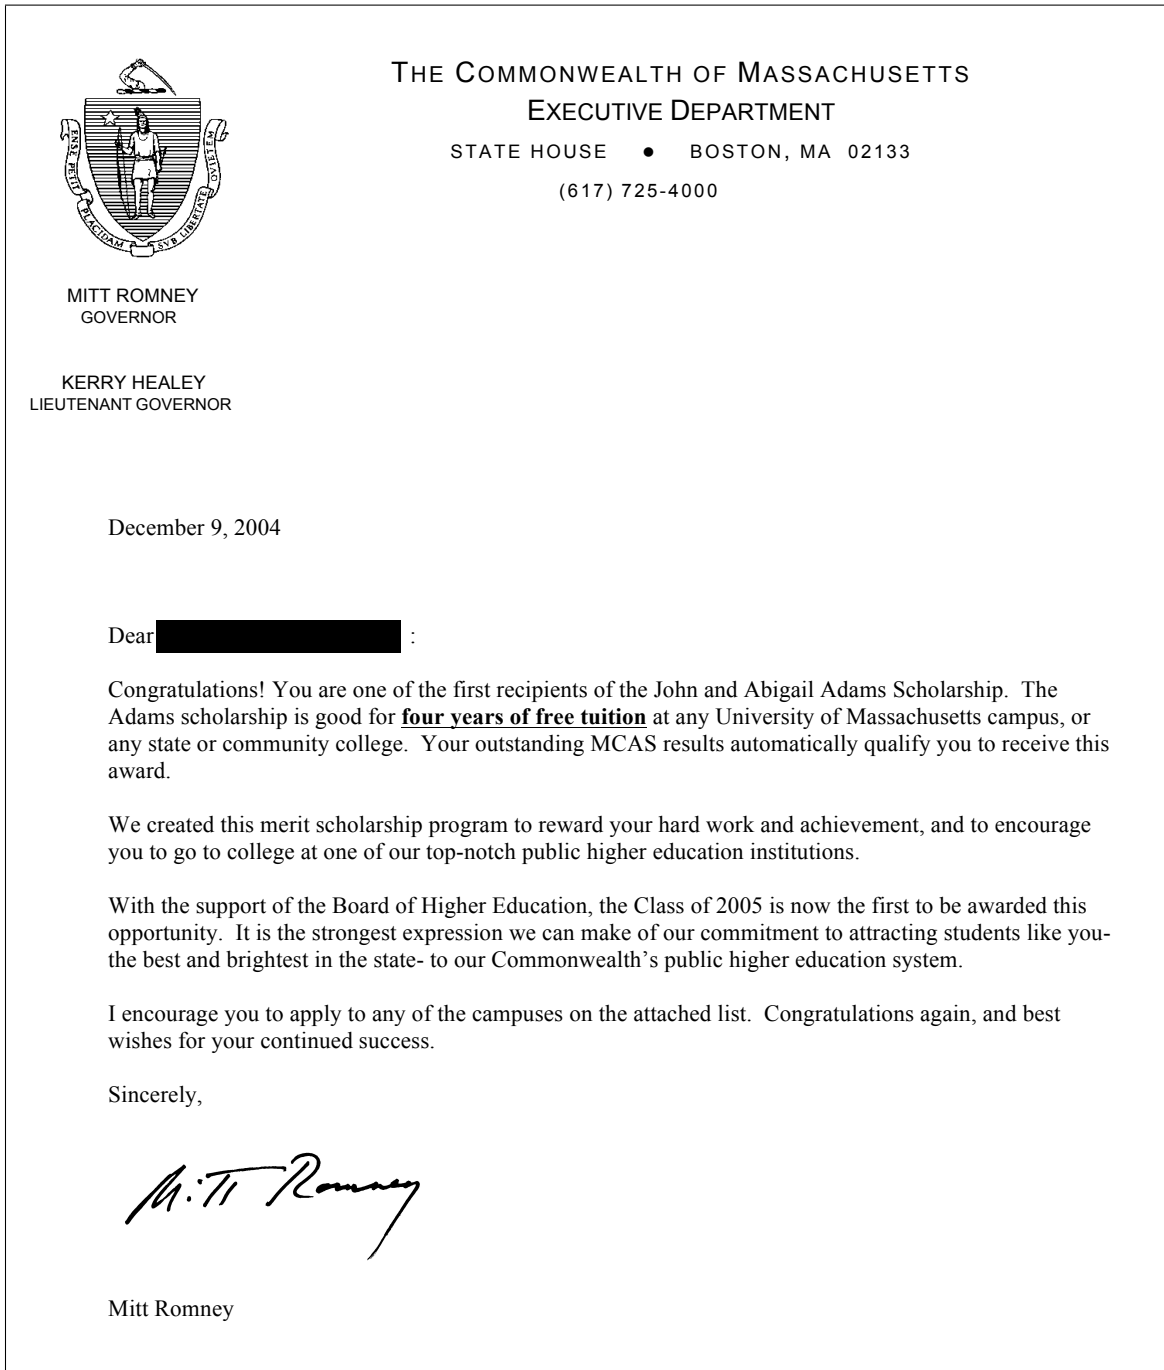 THE COMMONWEALTH OF MASSACHUSETTS
EXECUTIVE DEPARTMENT
STATE HOUSE • BOSTON, MA 02133
(617) 725-4000
ENSE PETIT PLACIDAM SVB LIBERTATE QVIETEM
MITT ROMNEY
GOVERNOR
KERRY HEALEY
LIEUTENANT GOVERNOR
December 9, 2004
Dear :
Congratulations! You are one of the first recipients of the John and Abigail Adams Scholarship. The
Adams scholarship is good for four years of free tuition at any University of Massachusetts campus, or
any state or community college. Your outstanding MCAS results automatically qualify you to receive this
award.
We created this merit scholarship program to reward your hard work and achievement, and to encourage
you to go to college at one of our top-notch public higher education institutions.
With the support of the Board of Higher Education, the Class of 2005 is now the first to be awarded this
opportunity. It is the strongest expression we can make of our commitment to attracting students like you-
the best and brightest in the state- to our Commonwealth’s public higher education system.
I encourage you to apply to any of the campuses on the attached list. Congratulations again, and best
wishes for your continued success.
Sincerely,
Mitt Romney
Mitt Romney